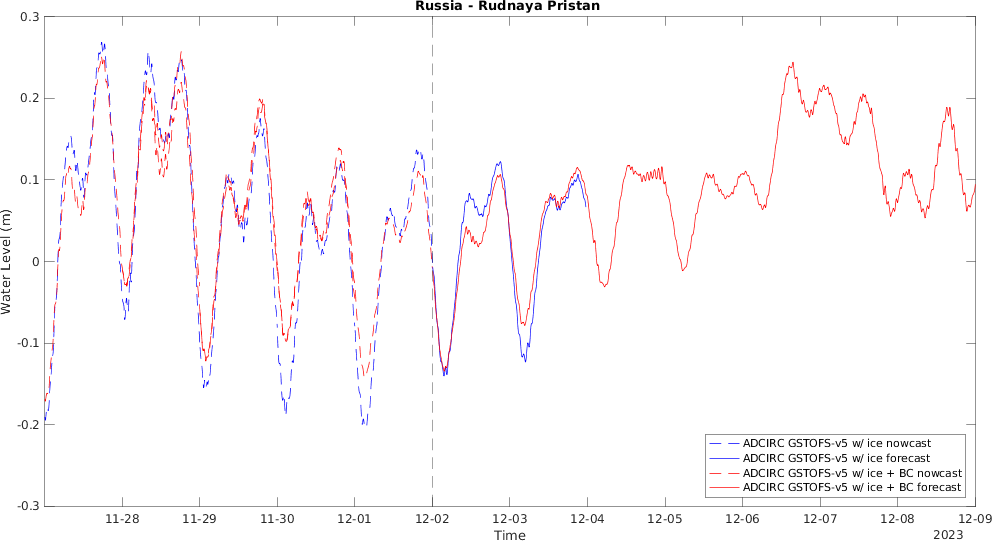 Russia - Rudnaya Pristan
0.3
0.2
0.1
0
-0.1
-0.2
-0.3
Water Level (m)
ADCIRC GSTOFS-v5 w/ ice nowcast
ADCIRC GSTOFS-v5 w/ ice forecast
ADCIRC GSTOFS-v5 w/ ice + BC nowcast
ADCIRC GSTOFS-v5 w/ ice + BC forecast
11-28 11-29 11-30 12-01 12-02 12-03 12-04 12-05 12-06 12-07 12-08 12-09
Time
2023